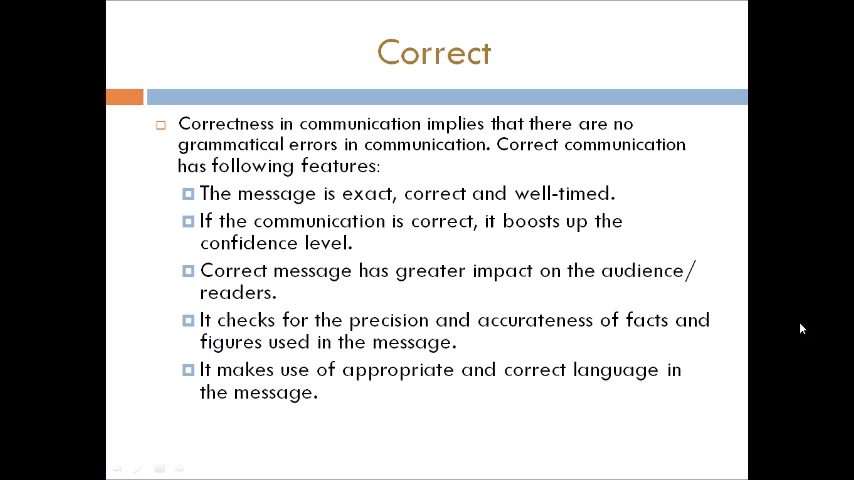 Correct
Correctness in communication implies that there are no
grammatical errors in communication. Correct communication
has following features:
The message is exact, correct and well-timed.
If the communication is correct, it boosts up the
confidence level.
Correct message has greater impact on the audience/
readers.
It checks for the precision and accurateness of facts and
figures used in the message.
It makes use of appropriate and correct language in
the message.